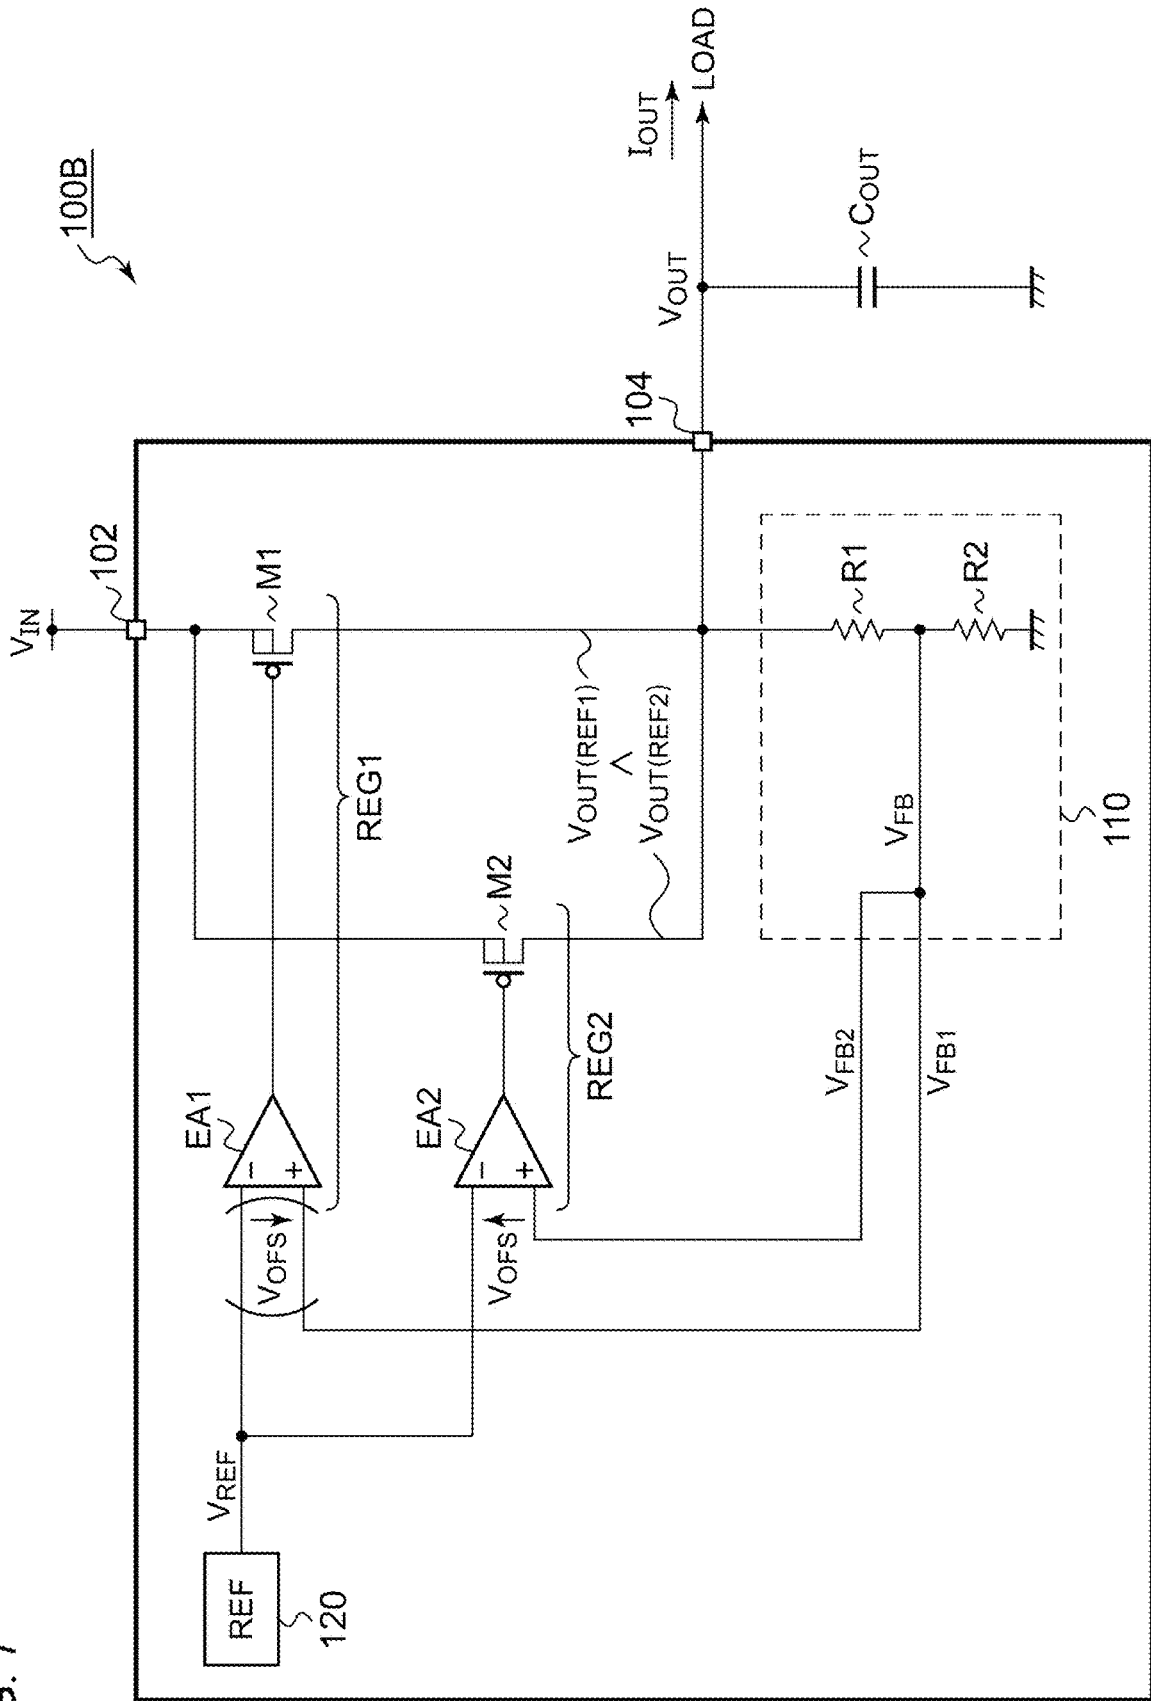 100B
VIN
102
REF
120
VREF
EA1
−
+
VOFS
M1
REG1
EA2
−
+
VOFS
M2
REG2
VOUT(REF1)
∧
VOUT(REF2)
104
VOUT
IOUT
LOAD
COUT
VFB2
VFB1
VFB
R1
R2
110